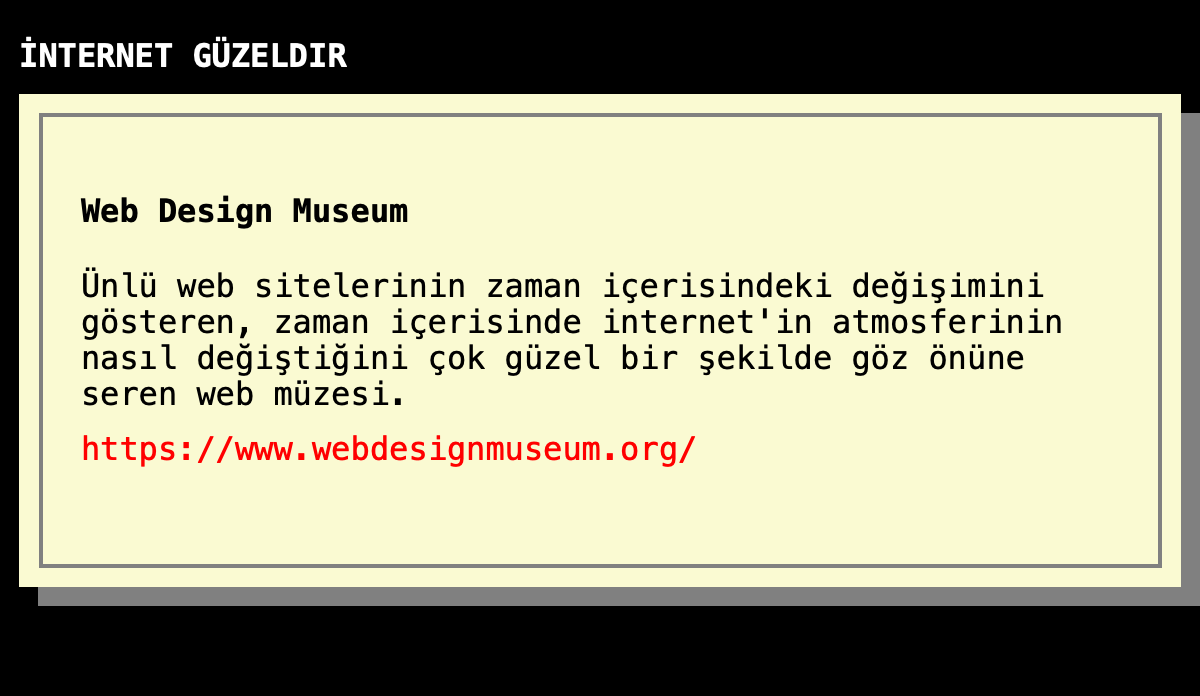 İNTERNET GÜZELDIR
Web Design Museum
Ünlü web sitelerinin zaman içerisindeki değişimini
gösteren, zaman içerisinde internet'in atmosferinin
nasıl değiştiğini çok güzel bir şekilde göz önüne
seren web müzesi.
https://www.webdesignmuseum.org/